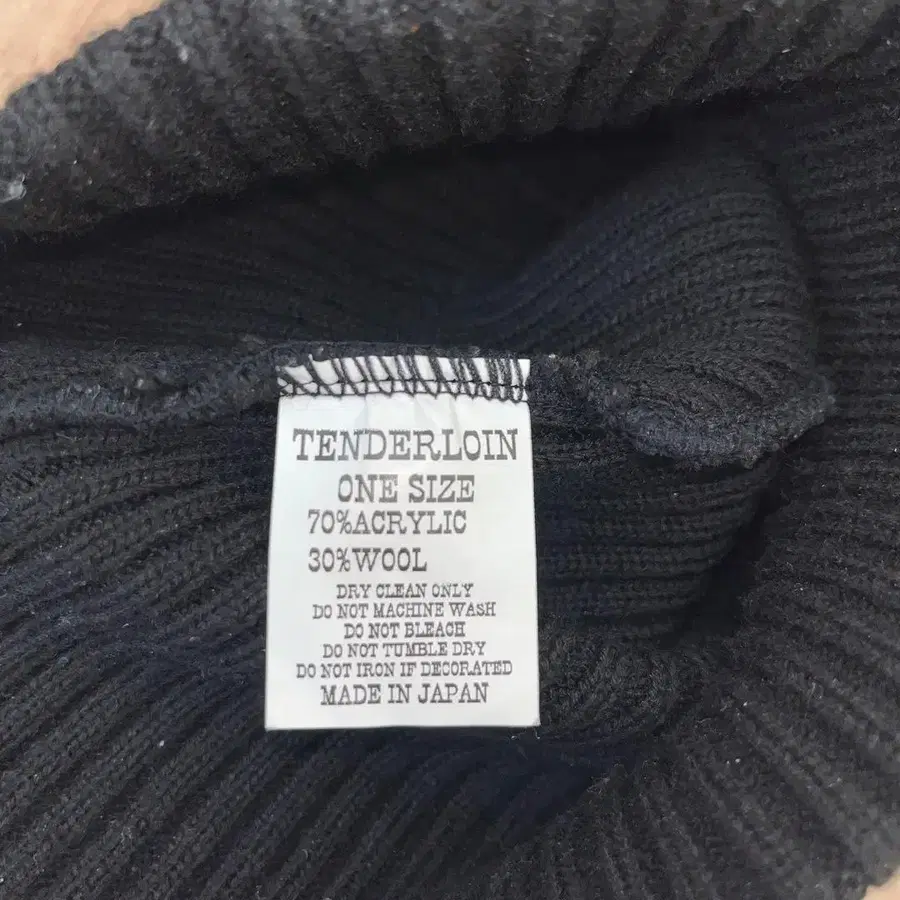 TENDERLOIN
ONE SIZE
70%ACRYLIC
30%WOOL
DRY CLEAN ONLY
DO NOT MACHINE WASH
DO NOT BLEACH
DO NOT TUMBLE DRY
DO NOT IRON IF DECORATED
MADE IN JAPAN